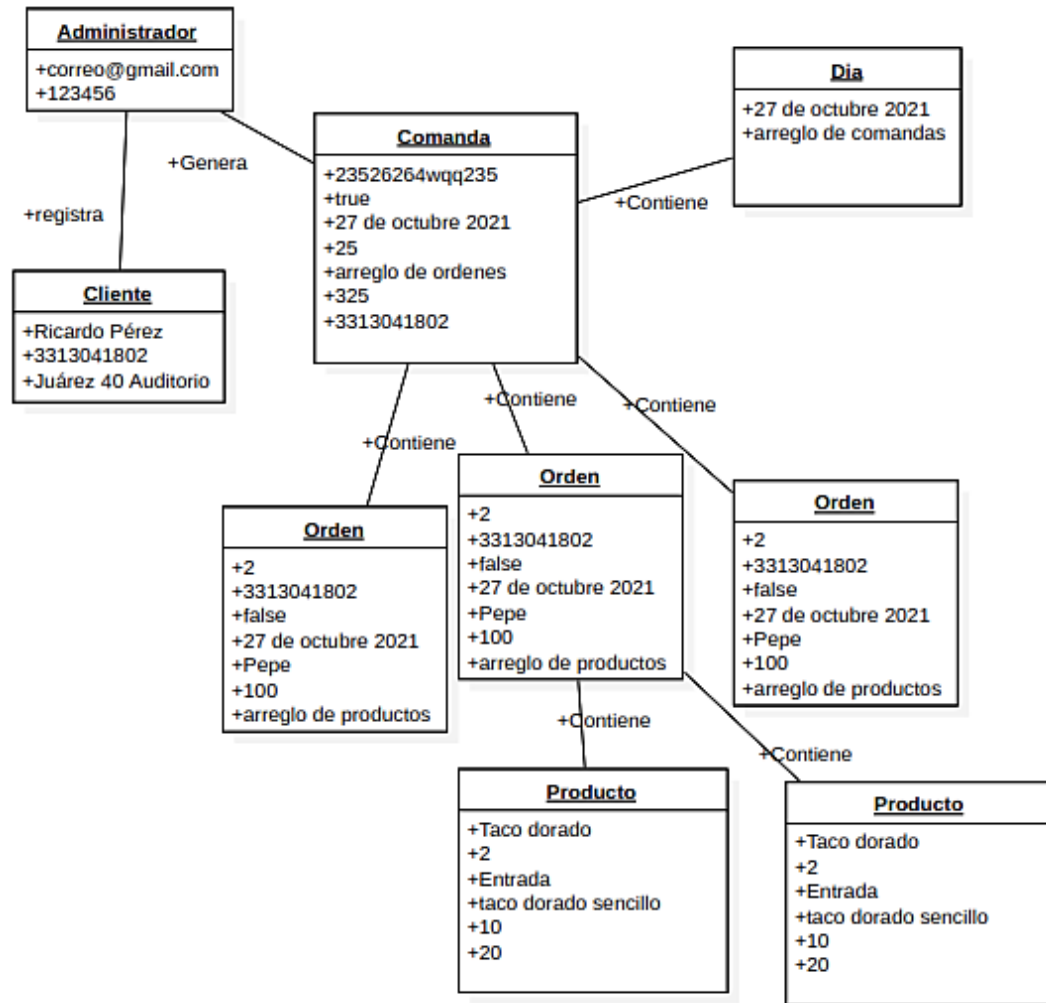 Administrador
+correo@gmail.com
+123456
Dia
+27 de octubre 2021
+arreglo de comandas
+Genera
Comanda
+23526264wqq235
+true
+27 de octubre 2021
+25
+arreglo de ordenes
+325
+3313041802
+Contiene
+registra
Cliente
+Ricardo Pérez
+3313041802
+Juárez 40 Auditorio
+Contiene
+Contiene
+Contiene
Orden
+2
+3313041802
+false
+27 de octubre 2021
+Pepe
+100
+arreglo de productos
Orden
+2
+3313041802
+false
+27 de octubre 2021
+Pepe
+100
+arreglo de productos
Orden
+2
+3313041802
+false
+27 de octubre 2021
+Pepe
+100
+arreglo de productos
+Contiene
+Contiene
Producto
+Taco dorado
+2
+Entrada
+taco dorado sencillo
+10
+20
Producto
+Taco dorado
+2
+Entrada
+taco dorado sencillo
+10
+20